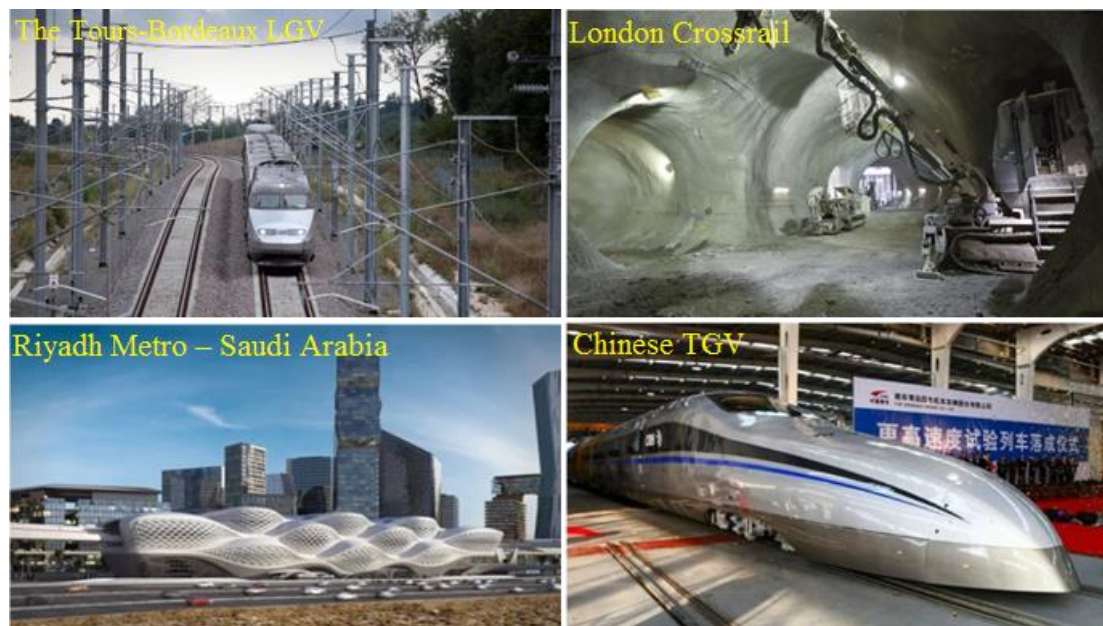 The Tours-Bordeaux LGV
London Crossrail
Riyadh Metro – Saudi Arabia
Chinese TGV
更高速度试验列车落成仪式